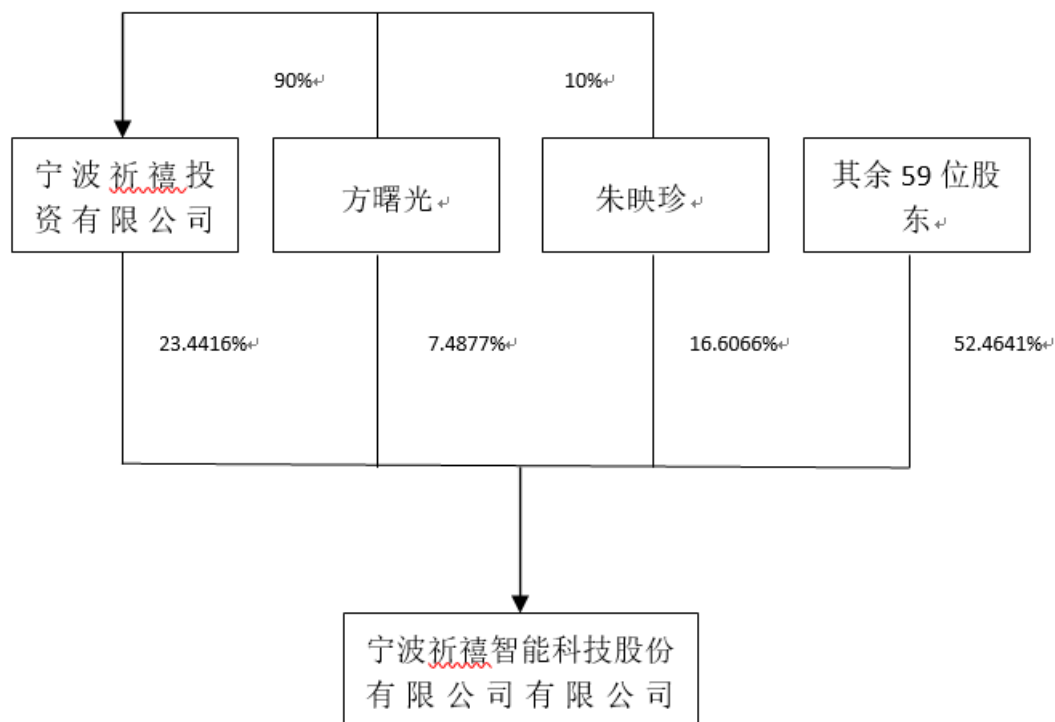 90%↵
10%↵
宁波祈禧投
资有限公司
方曙光↵
朱映珍↵
其余 59 位股
东↵
23.4416%↵
7.4877%↵
16.6066%↵
52.4641%↵
宁波祈禧智能科技股份
有限公司有限公司